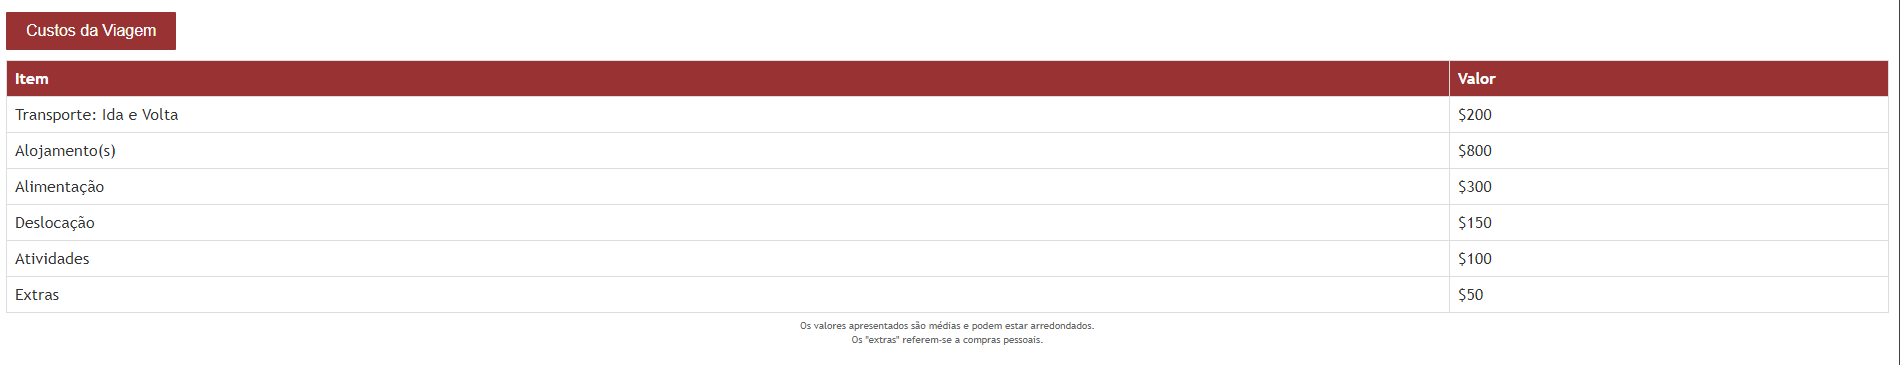 Custos da Viagem
Item Valor
Transporte: Ida e Volta $200
Alojamento(s) $800
Alimentação $300
Deslocação $150
Atividades $100
Extras $50
Os valores apresentados são médias e podem estar arredondados.
Os "extras" referem-se a compras pessoais.